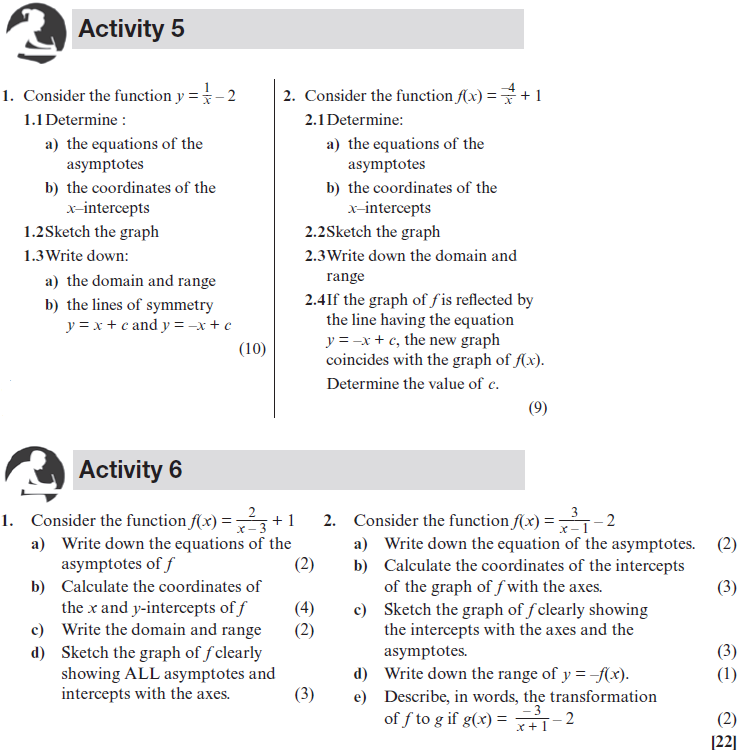 Activity 5
1. Consider the function y = 1/x – 2
1.1 Determine :
a) the equations of the
asymptotes
b) the coordinates of the
x–intercepts
1.2 Sketch the graph
1.3 Write down:
a) the domain and range
b) the lines of symmetry
y = x + c and y = –x + c
(10)
2. Consider the function f(x) = –4/x + 1
2.1 Determine:
a) the equations of the
asymptotes
b) the coordinates of the
x–intercepts
2.2 Sketch the graph
2.3 Write down the domain and
range
2.4 If the graph of f is reflected by
the line having the equation
y = –x + c, the new graph
coincides with the graph of f(x).
Determine the value of c.
(9)
Activity 6
1. Consider the function f(x) = 2/(x – 3) + 1
a) Write down the equations of the
asymptotes of f (2)
b) Calculate the coordinates of
the x and y-intercepts of f (4)
c) Write the domain and range (2)
d) Sketch the graph of f clearly
showing ALL asymptotes and
intercepts with the axes. (3)
2. Consider the function f(x) = 3/(x – 1) – 2
a) Write down the equation of the asymptotes. (2)
b) Calculate the coordinates of the intercepts
of the graph of f with the axes. (3)
c) Sketch the graph of f clearly showing
the intercepts with the axes and the
asymptotes. (3)
d) Write down the range of y = –f(x). (1)
e) Describe, in words, the transformation
of f to g if g(x) = –3/(x + 1) – 2 (2)
[22]